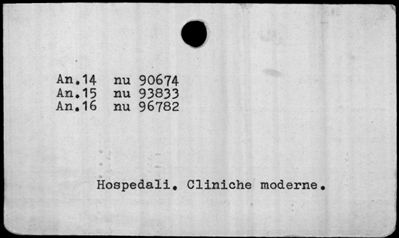 An.14 nu 90674
An.15 nu 93833
An.16 nu 96782
Hospedali. Cliniche moderne.